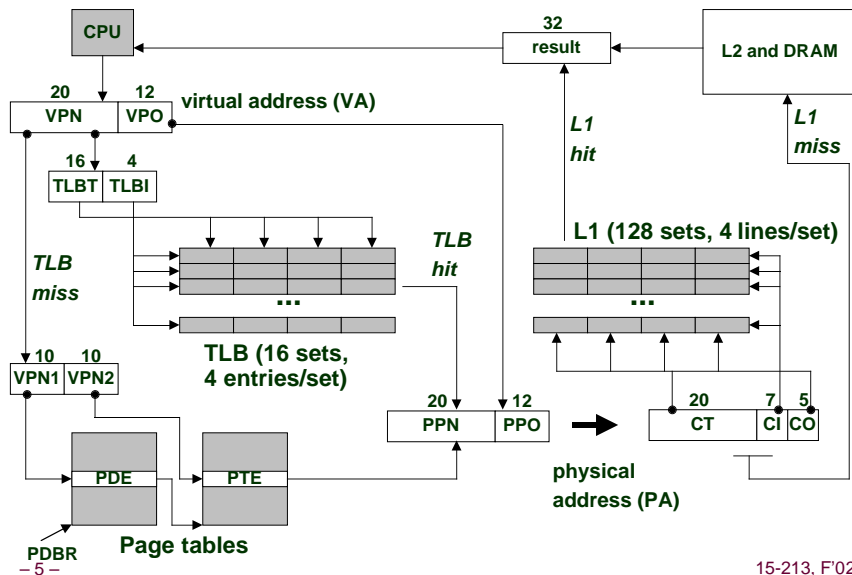 CPU
32
result
L2 and DRAM
20 12
VPN VPO
virtual address (VA)
L1
hit
L1
miss
16 4
TLBT TLBI
TLB
miss
TLB
hit
L1 (128 sets, 4 lines/set)
...
...
TLB (16 sets,
4 entries/set)
10 10
VPN1 VPN2
20 12
PPN PPO
20 7 5
CT CI CO
physical
address (PA)
PDE PTE
PDBR
Page tables
– 5 –
15-213, F'02